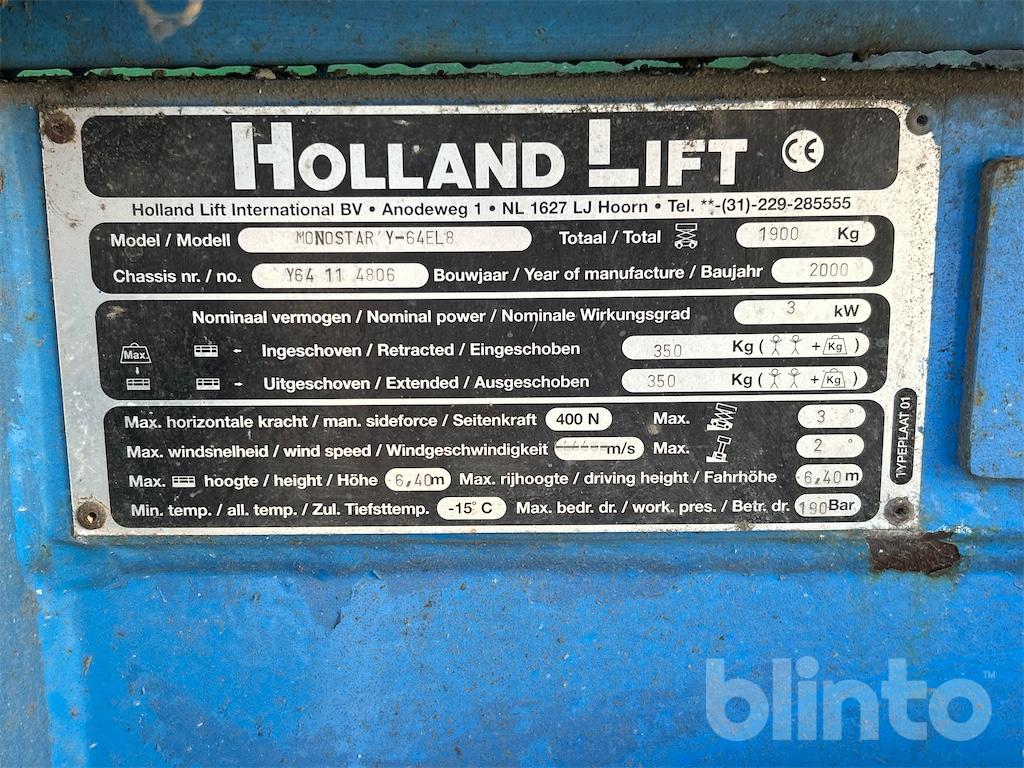 HOLLAND LIFT CE
Holland Lift International BV • Anodeweg 1 • NL 1627 LJ Hoorn • Tel. **-(31)-229-285555
Model / Modell MONOSTAR Y-64EL8 Totaal / Total 1900 Kg
Chassis nr. / no. Y64 11 4806 Bouwjaar / Year of manufacture / Baujahr 2000
Nominaal vermogen / Nominal power / Nominale Wirkungsgrad 3 kW
Max. Ingeschoven / Retracted / Eingeschoben 350 Kg ( + Kg )
Uitgeschoven / Extended / Ausgeschoben 350 Kg ( + Kg )
Max. horizontale kracht / man. sideforce / Seitenkraft 400 N Max. 3 °
Max. windsnelheid / wind speed / Windgeschwindigkeit ------ m/s Max. 2 °
Max. hoogte / height / Höhe 6,40m Max. rijhoogte / driving height / Fahrhöhe 6,40 m
Min. temp. / all. temp. / Zul. Tiefsttemp. -15° C Max. bedr. dr. / work. pres. / Betr. dr. 190 Bar
TYPEPLAAT 01
blinto™